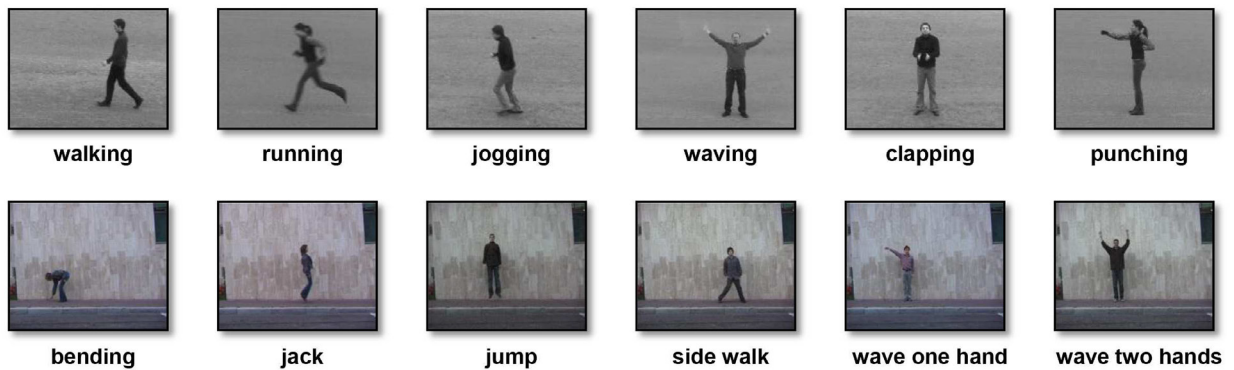 walking
running
jogging
waving
clapping
punching
bending
jack
jump
side walk
wave one hand
wave two hands